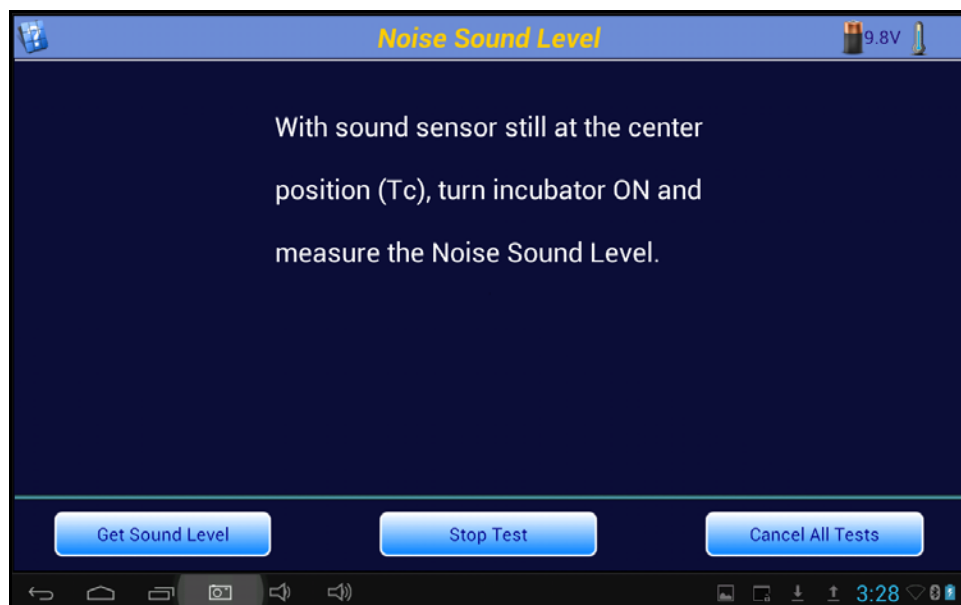 Noise Sound Level
9.8V
With sound sensor still at the center
position (Tc), turn incubator ON and
measure the Noise Sound Level.
Get Sound Level
Stop Test
Cancel All Tests
3:28